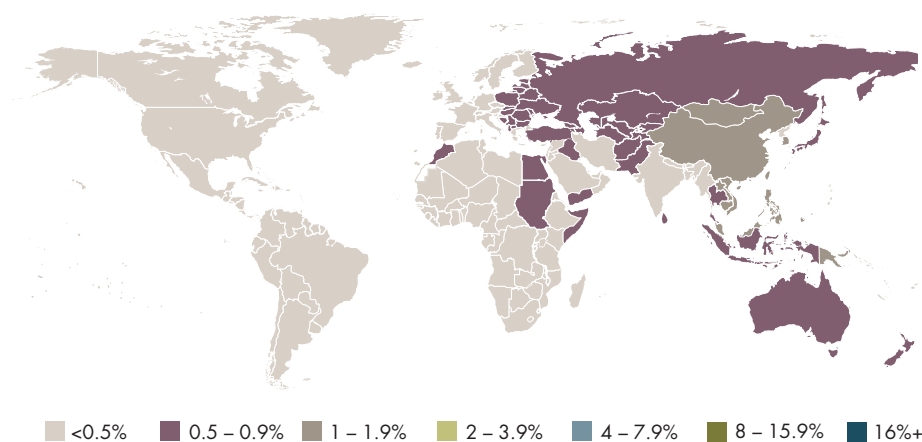 <0.5% 0.5 – 0.9% 1 – 1.9% 2 – 3.9% 4 – 7.9% 8 – 15.9% 16%+